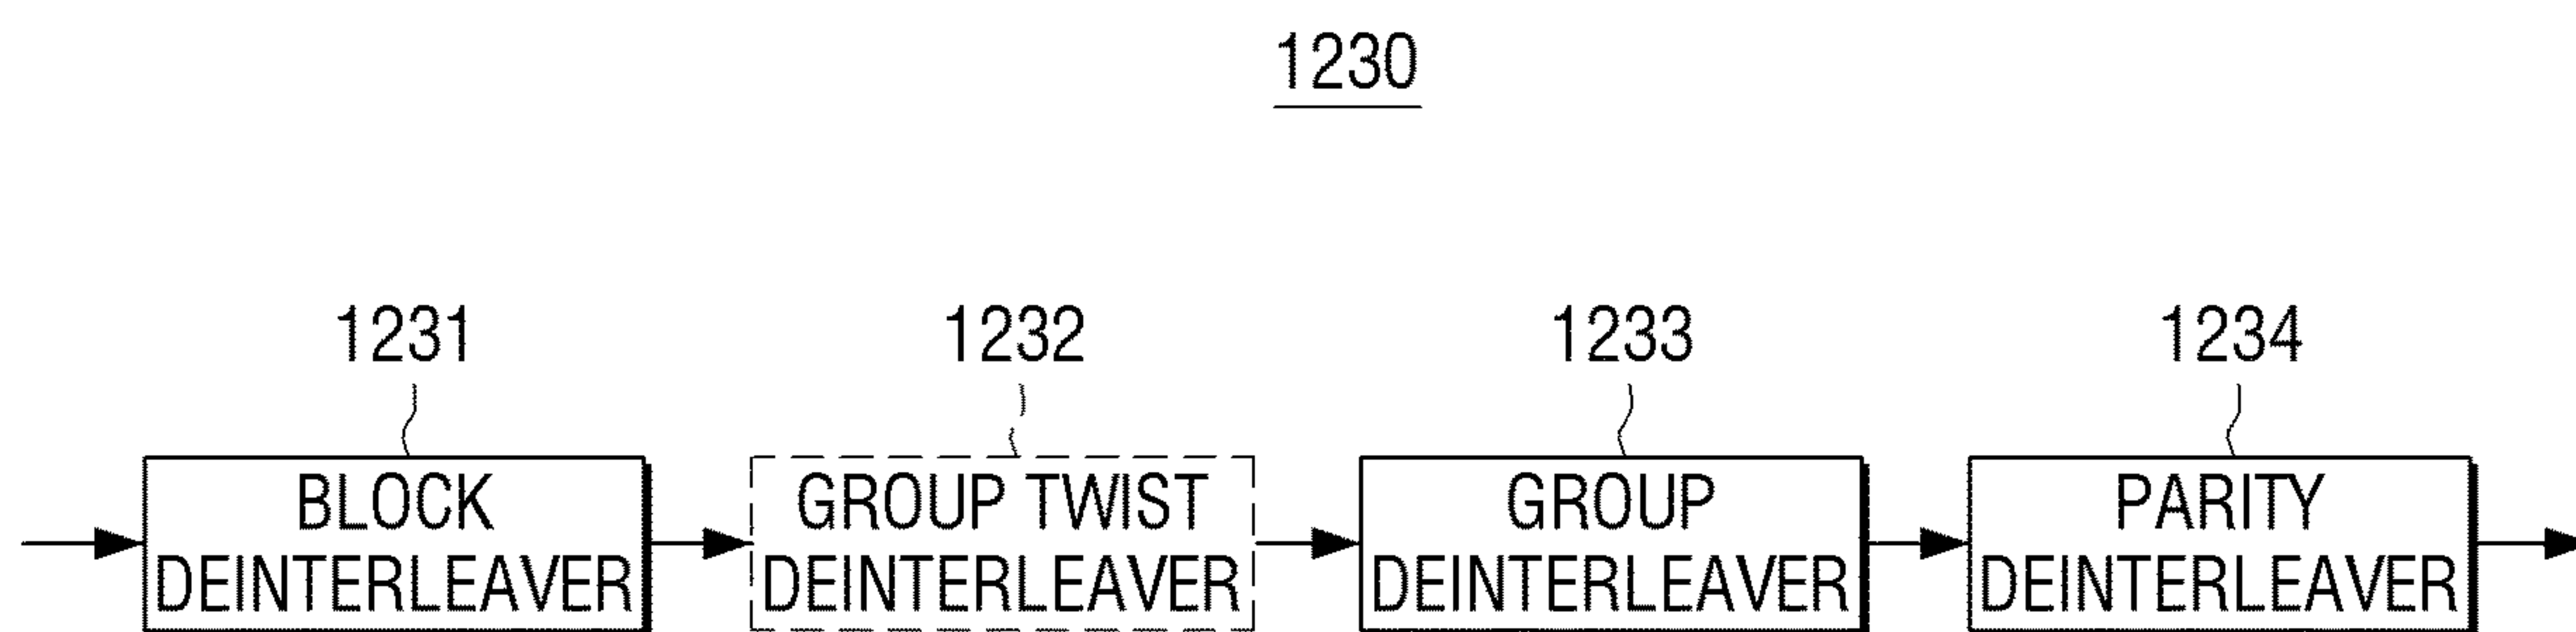 1230
1231
1232
1233
1234
BLOCK
DEINTERLEAVER
GROUP TWIST
DEINTERLEAVER
GROUP
DEINTERLEAVER
PARITY
DEINTERLEAVER